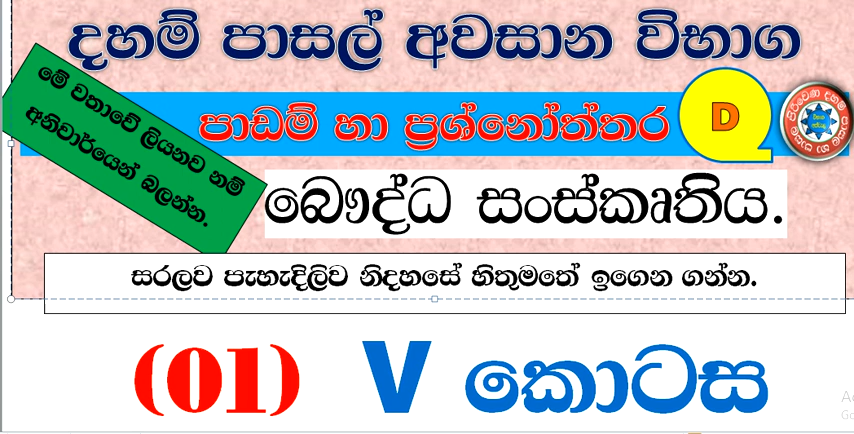 දහම් පාසල් අවසාන විභාග
මේ වතාවේ ලියනව නම්
අනිවාර්යෙන් බලන්න.
පාඩම් හා ප්‍රශ්නෝත්තර
D
බෞද්ධ සංස්කෘතිය.
සරලව පැහැදිලිව නිදහසේ හිතුමතේ ඉගෙන ගන්න.
(01) V කොටස